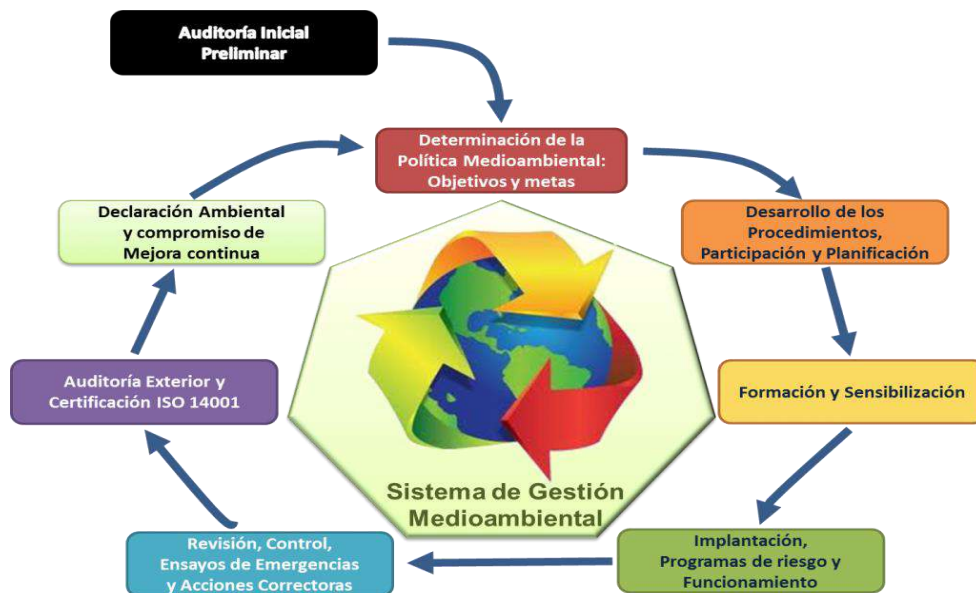 Auditoría Inicial
Preliminar
Determinación de la
Política Medioambiental:
Objetivos y metas
Declaración Ambiental
y compromiso de
Mejora continua
Desarrollo de los
Procedimientos,
Participación y Planificación
Auditoría Exterior y
Certificación ISO 14001
Formación y Sensibilización
Sistema de Gestión
Medioambiental
Revisión, Control,
Ensayos de Emergencias
y Acciones Correctoras
Implantación,
Programas de riesgo y
Funcionamiento